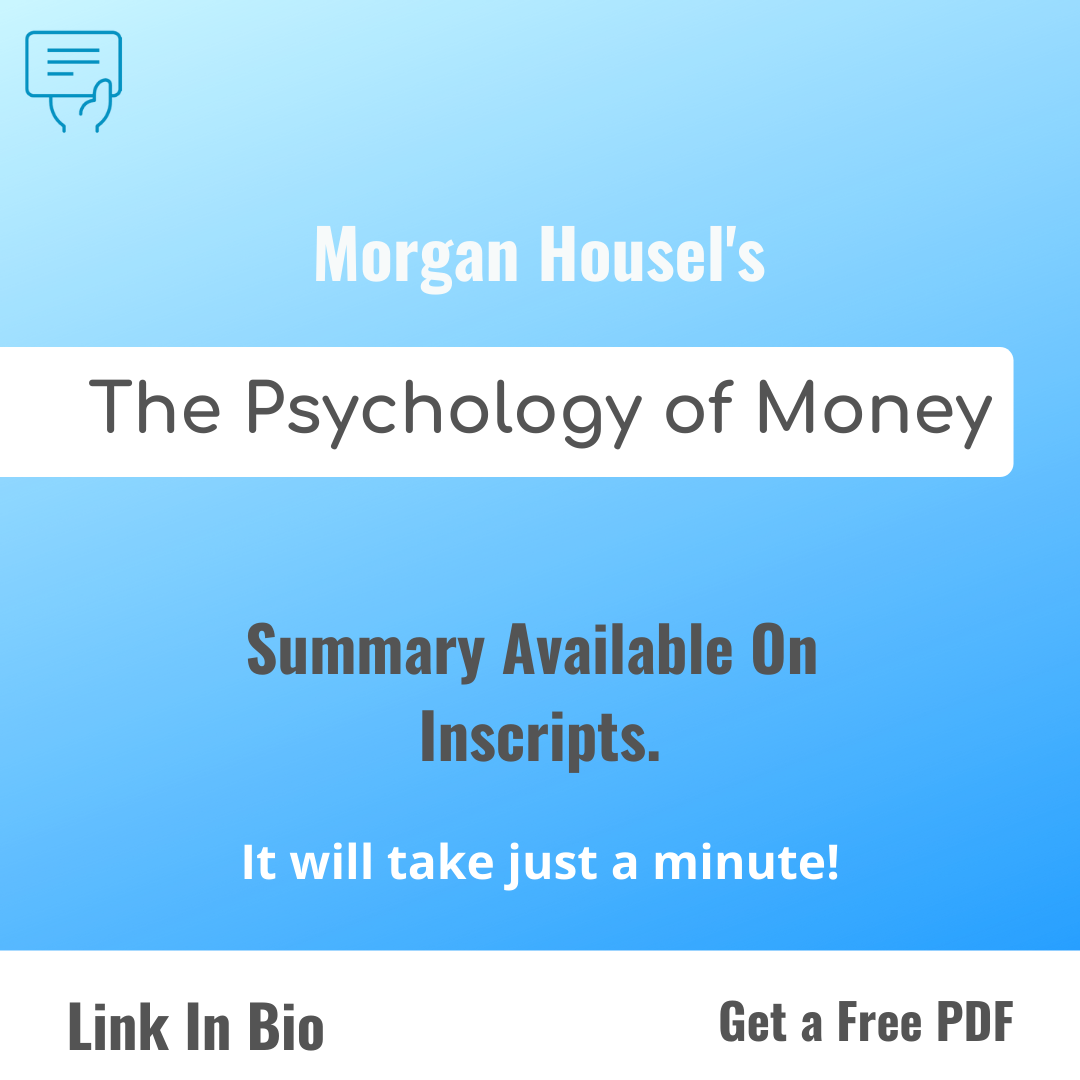 Morgan Housel's
The Psychology of Money
Summary Available On
Inscripts.
It will take just a minute!
Link In Bio
Get a Free PDF